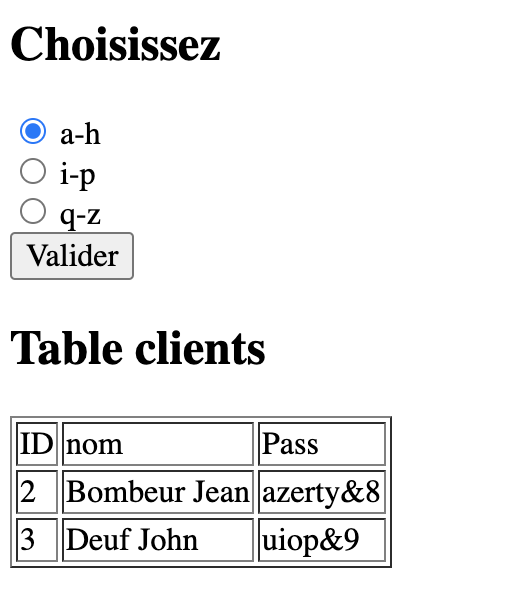 Choisissez
a-h
i-p
q-z
Valider
Table clients
ID nom Pass
2 Bombeur Jean azerty&8
3 Deuf John uiop&9